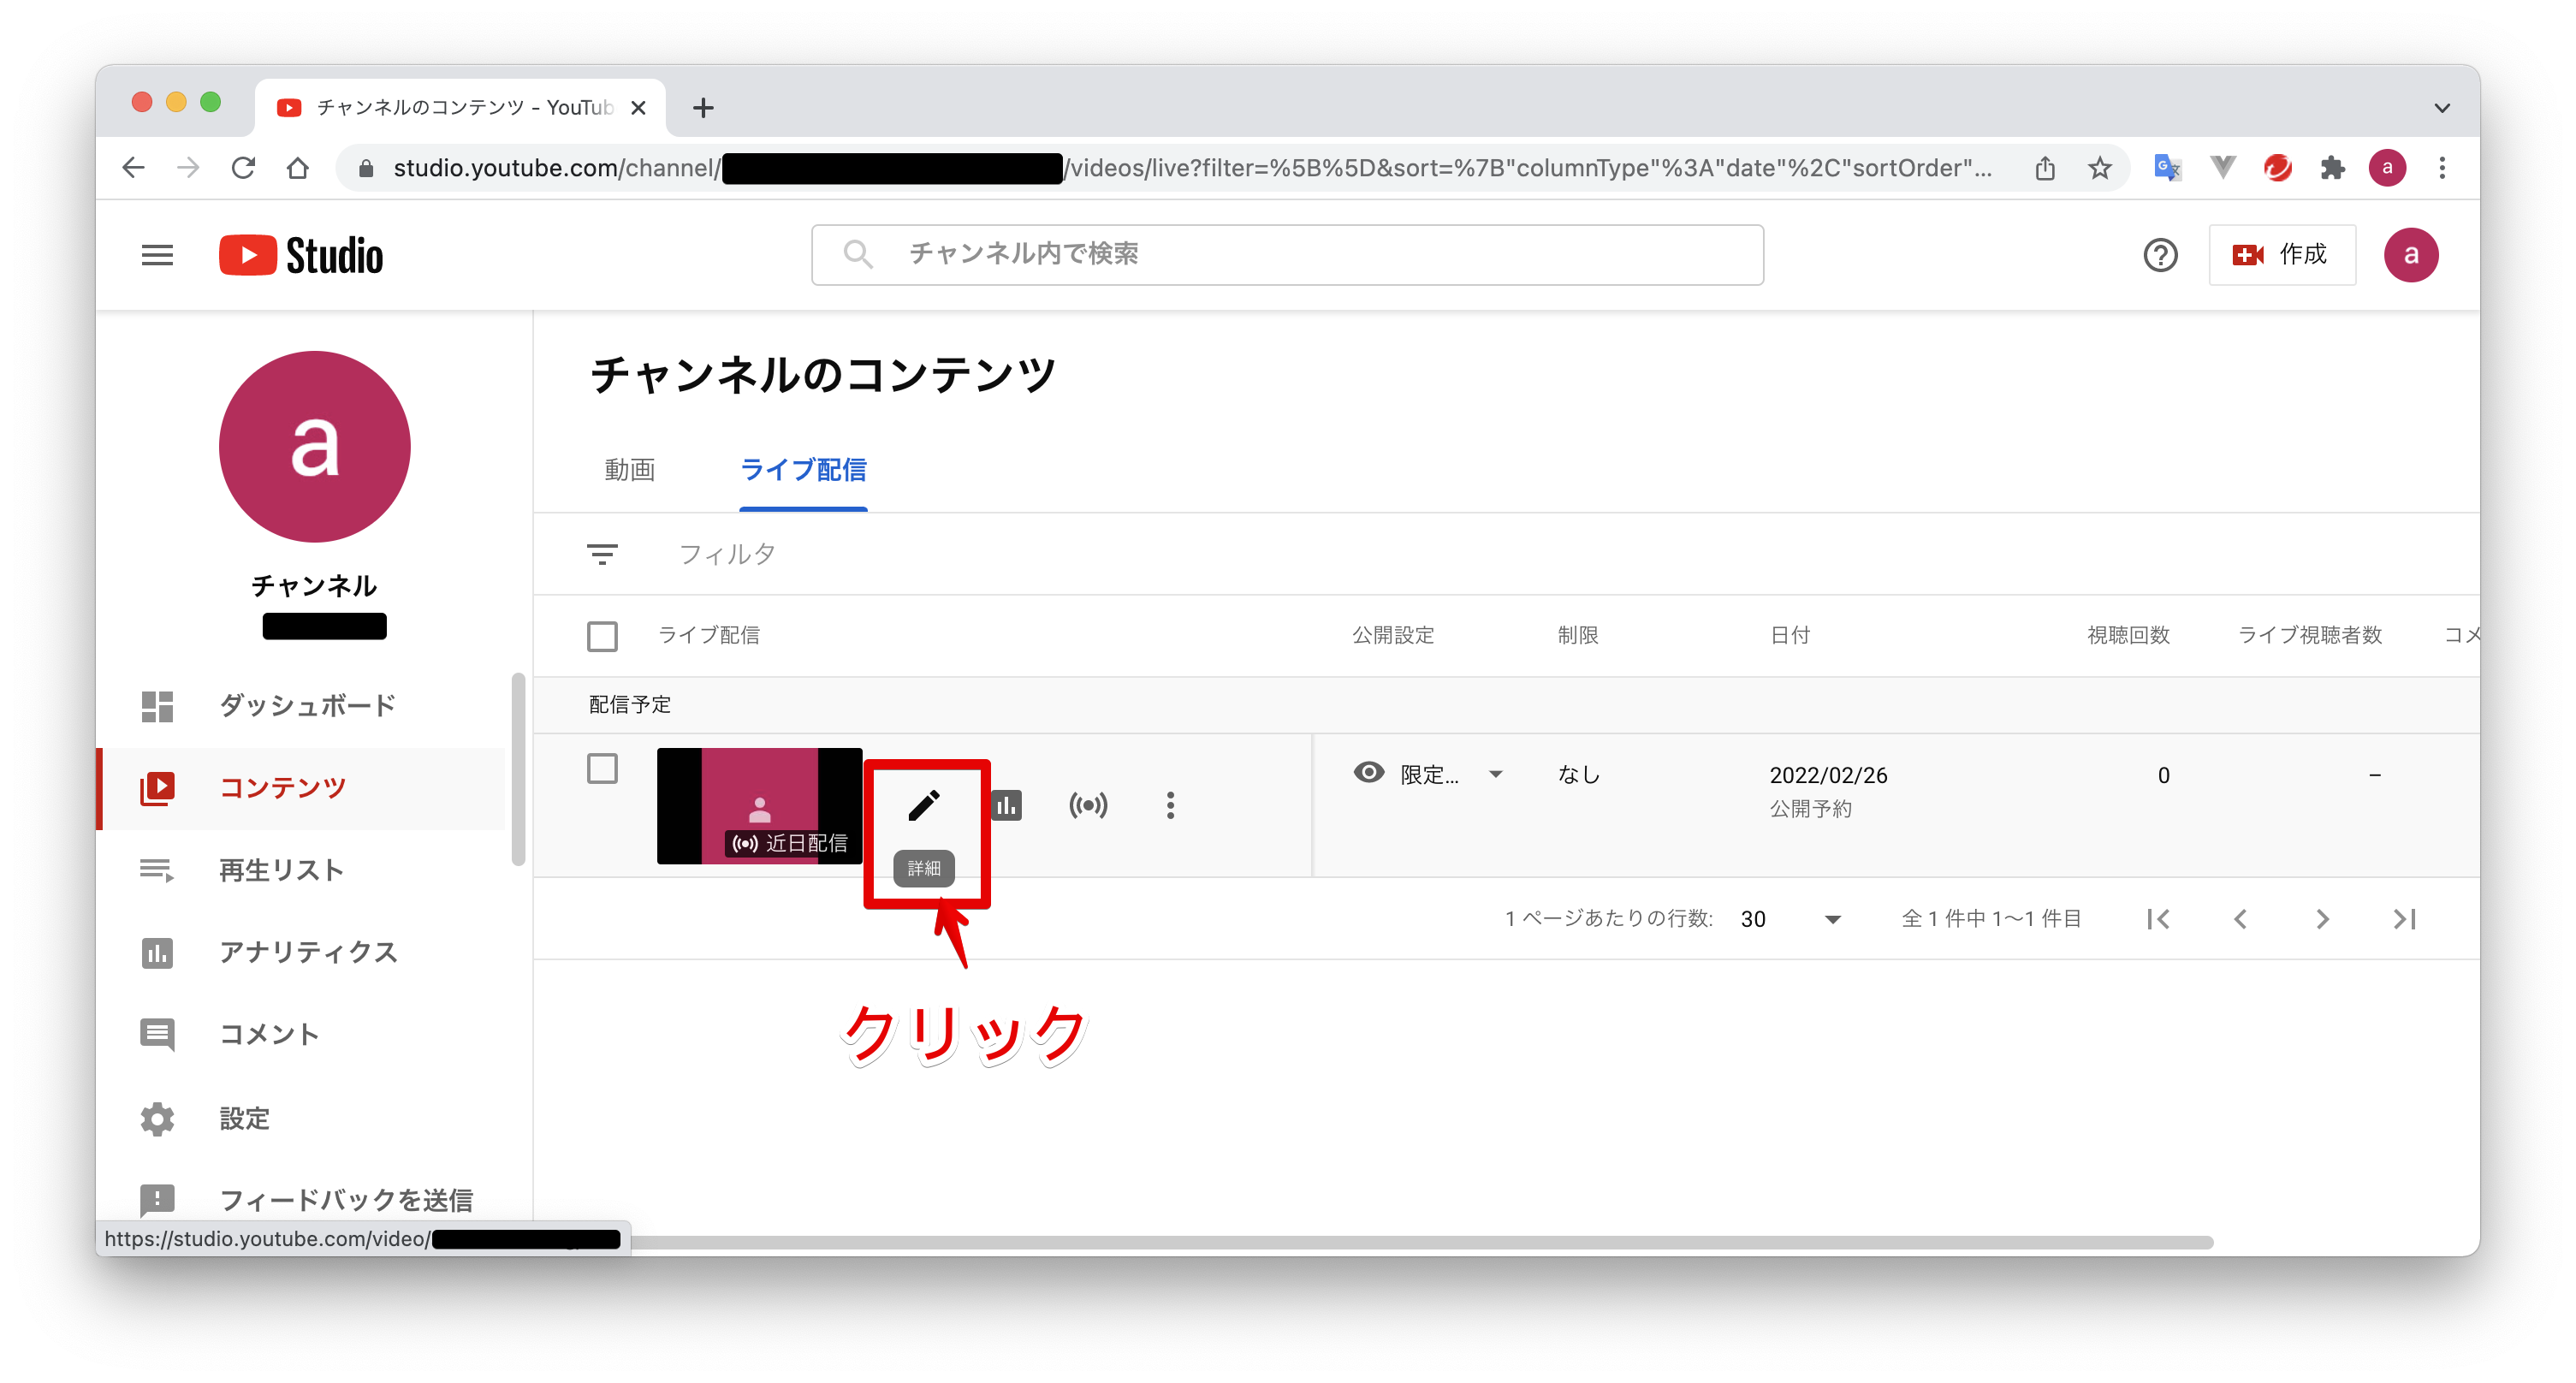 チャンネルのコンテンツ - YouTub
studio.youtube.com/channel/ /videos/live?filter=%5B%5D&sort=%7B"columnType"%3A"date"%2C"sortOrder"...
a
Studio
チャンネル内で検索
作成
a
a
チャンネル
ダッシュボード
コンテンツ
再生リスト
アナリティクス
コメント
設定
フィードバックを送信
https://studio.youtube.com/video/
チャンネルのコンテンツ
動画 ライブ配信
フィルタ
ライブ配信 公開設定 制限 日付 視聴回数 ライブ視聴者数 コメ
配信予定
近日配信
詳細
限定... なし 2022/02/26 0 –
公開予約
1 ページあたりの行数: 30 全 1 件中 1～1 件目
クリック